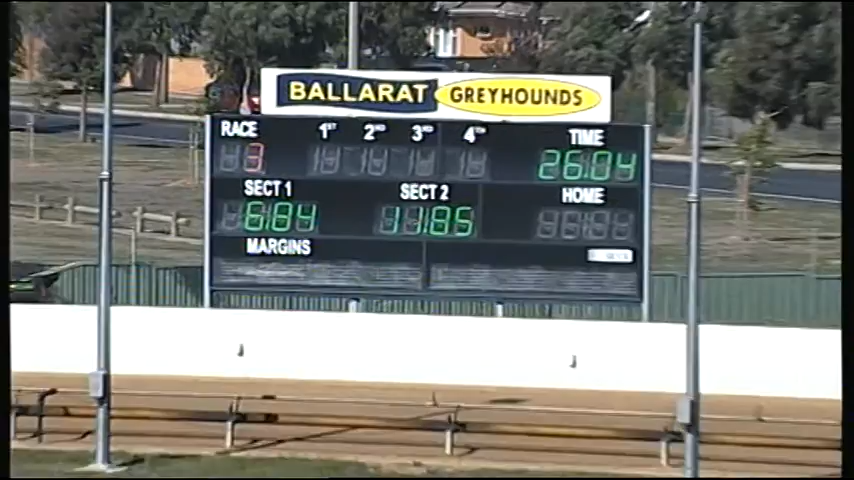 BALLARAT GREYHOUNDS
RACE 1ST 2ND 3RD 4TH TIME
3 26.04
SECT 1 SECT 2 HOME
6.84 11.85
MARGINS